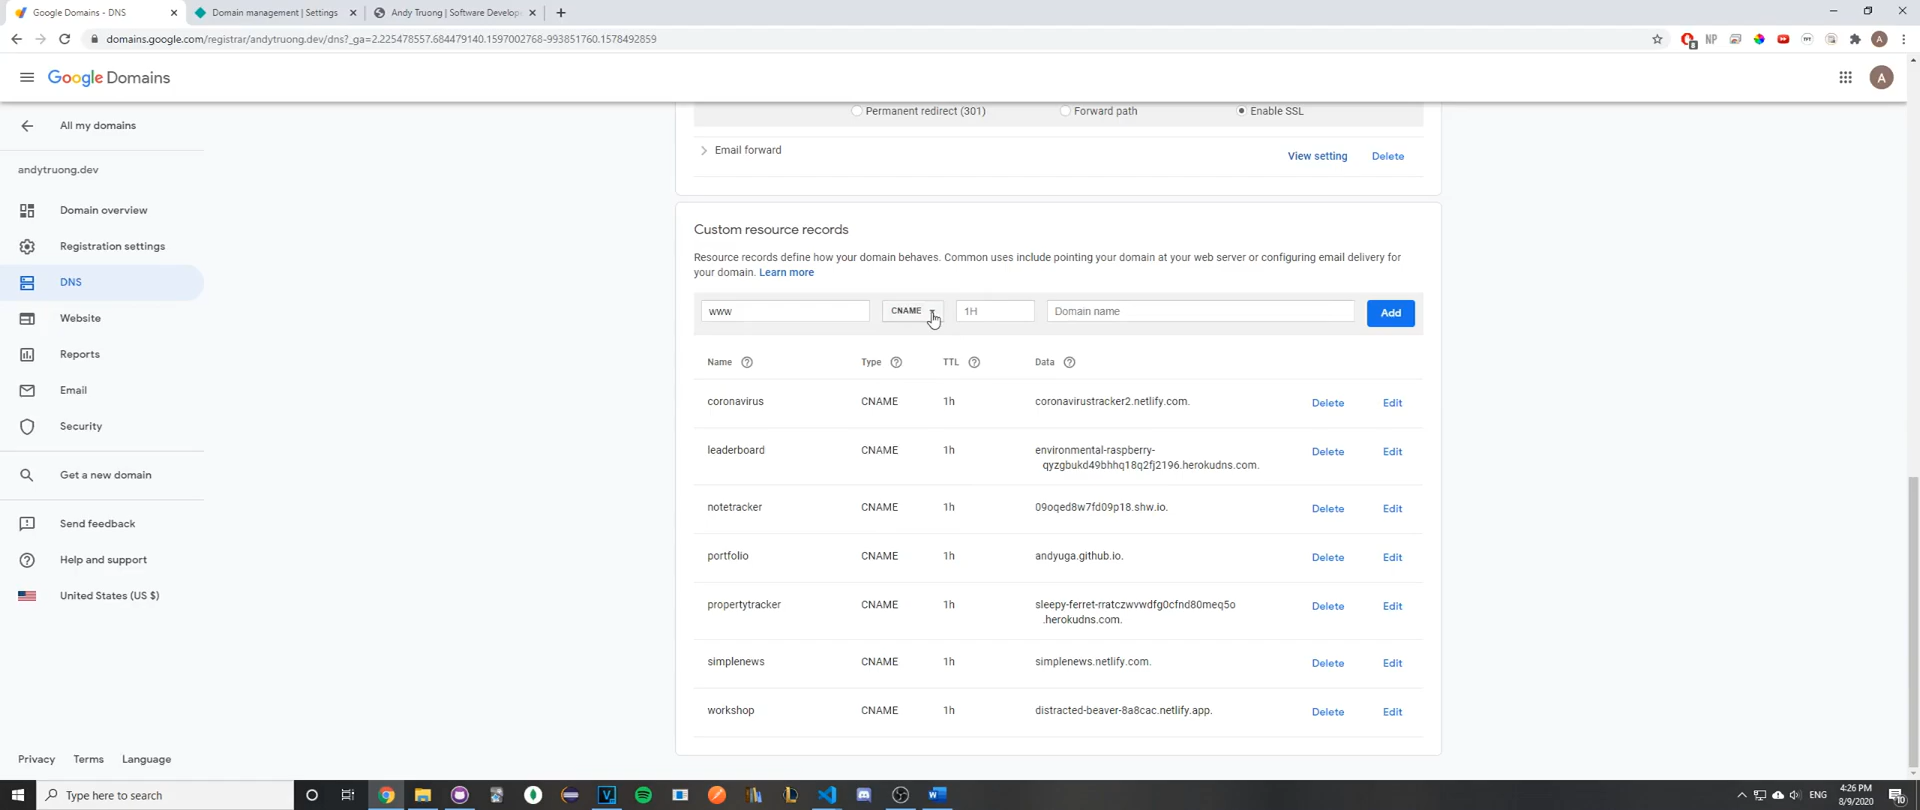 Google Domains - DNS
Domain management | Settings
Andy Truong | Software Develop
domains.google.com/registrar/andytruong.dev/dns?_ga=2.225478557.684479140.1597002768-993851760.1578492859
NP
A
Google Domains
A
All my domains
andytruong.dev
Domain overview
Registration settings
DNS
Website
Reports
Email
Security
Get a new domain
Send feedback
Help and support
United States (US $)
Privacy Terms Language
Permanent redirect (301) Forward path Enable SSL
Email forward View setting Delete
Custom resource records
Resource records define how your domain behaves. Common uses include pointing your domain at your web server or configuring email delivery for
your domain. Learn more
www CNAME 1H Domain name Add
Name Type TTL Data
coronavirus CNAME 1h coronavirustracker2.netlify.com. Delete Edit
leaderboard CNAME 1h environmental-raspberry- Delete Edit
qyzgbukd49bhhq18q2fj2196.herokudns.com.
notetracker CNAME 1h 09oqed8w7fd09p18.shw.io. Delete Edit
portfolio CNAME 1h andyuga.github.io. Delete Edit
propertytracker CNAME 1h sleepy-ferret-rratczwvwdfg0cfnd80meq5o Delete Edit
.herokudns.com.
simplenews CNAME 1h simplenews.netlify.com. Delete Edit
workshop CNAME 1h distracted-beaver-8a8cac.netlify.app. Delete Edit
Type here to search
ENG
4:26 PM
8/9/2020